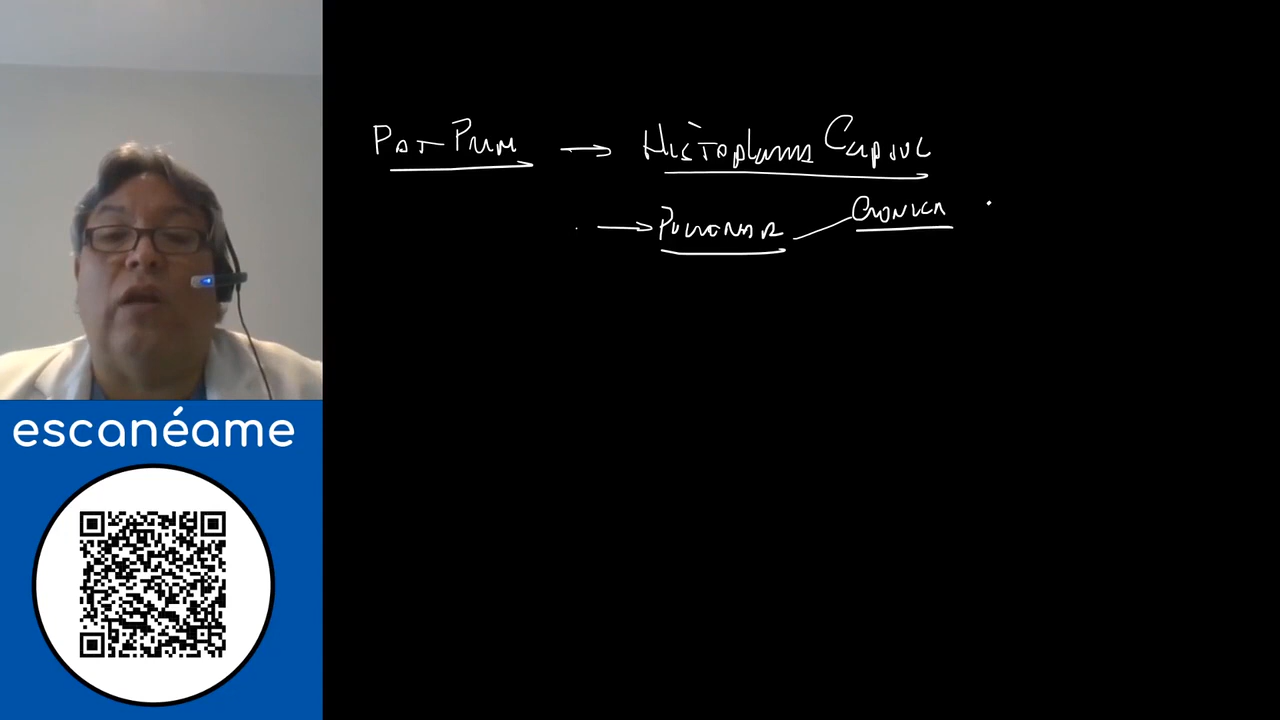 Pat Prim → Histoplasma Capsul
→ Pulmonar Cronica
escanéame